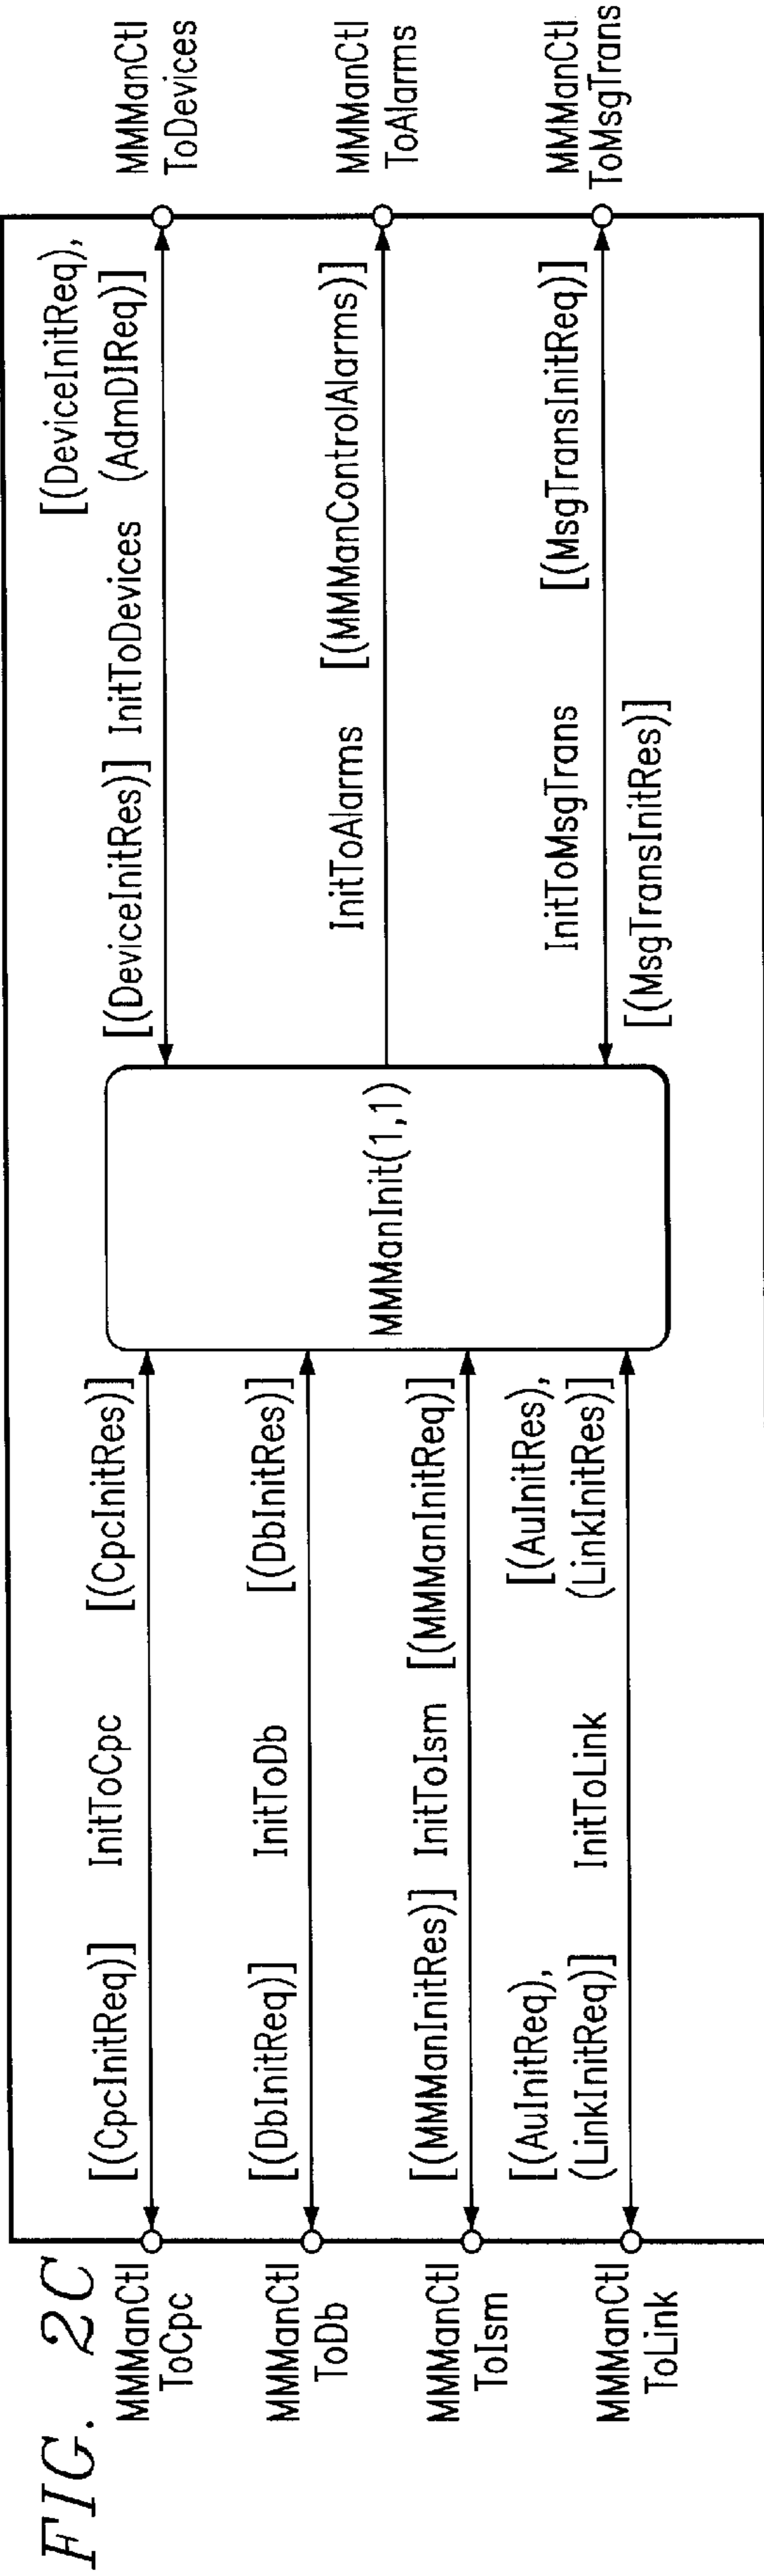 FIG. 2C
MMManCtl
ToCpc
[(CpcInitReq)]
InitToCpc
[(CpcInitRes)]
MMManCtl
ToDb
[(DbInitReq)]
InitToDb
[(DbInitRes)]
MMManCtl
ToIsm
[(MMManInitRes)]
InitToIsm
[(MMManInitReq)]
MMManCtl
ToLink
[(AuInitReq),
(LinkInitReq)]
InitToLink
[(AuInitRes),
(LinkInitRes)]
MMManInit(1,1)
[(DeviceInitRes)]
InitToDevices
[(DeviceInitReq),
(AdmDIReq)]
MMManCtl
ToDevices
InitToAlarms
[(MMManControlAlarms)]
MMManCtl
ToAlarms
InitToMsgTrans
[(MsgTransInitReq)]
[(MsgTransInitRes)]
MMManCtl
ToMsgTrans